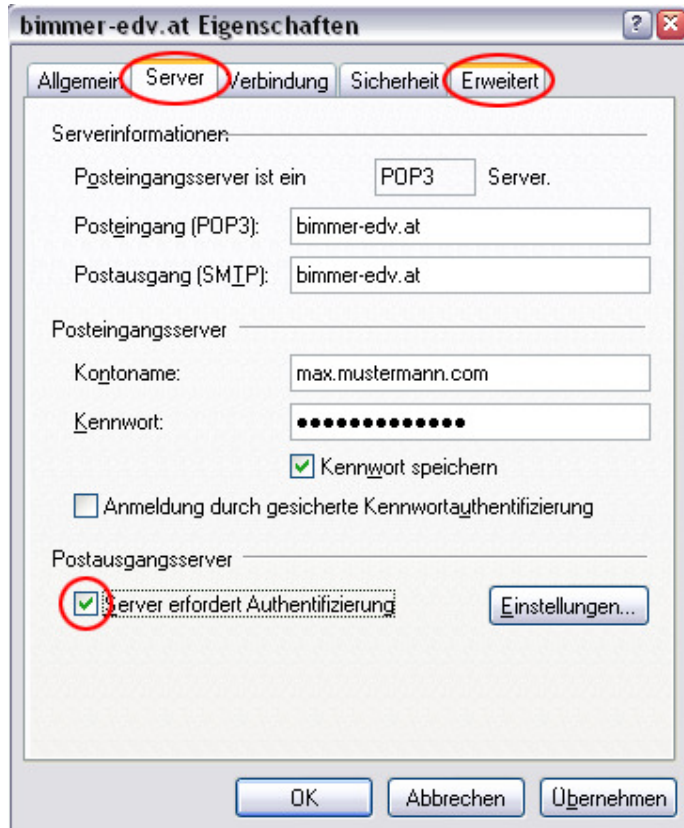 bimmer-edv.at Eigenschaften
Allgemein Server Verbindung Sicherheit Erweitert
Serverinformationen
Posteingangsserver ist ein POP3 Server.
Posteingang (POP3): bimmer-edv.at
Postausgang (SMTP): bimmer-edv.at
Posteingangsserver
Kontoname: max.mustermann.com
Kennwort: ●●●●●●●●●●●●●
Kennwort speichern
Anmeldung durch gesicherte Kennwortauthentifizierung
Postausgangsserver
Server erfordert Authentifizierung Einstellungen...
OK Abbrechen Übernehmen